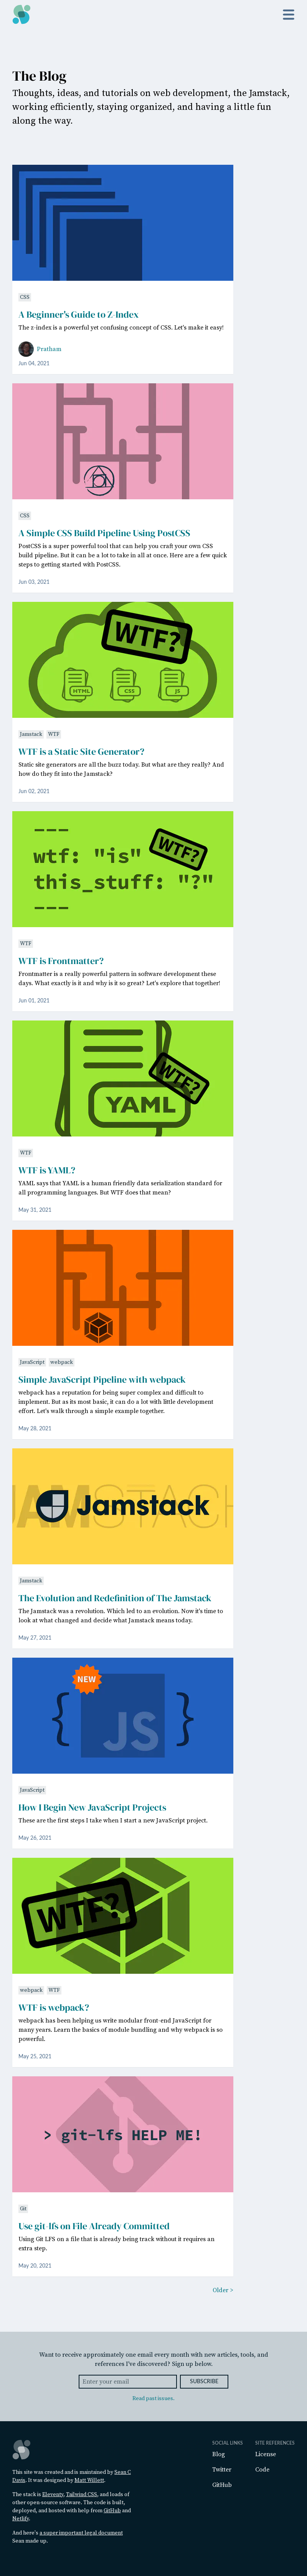 The Blog
Thoughts, ideas, and tutorials on web development, the Jamstack,
working efficiently, staying organized, and having a little fun
along the way.
CSS
A Beginner's Guide to Z-Index
The z-index is a powerful yet confusing concept of CSS. Let's make it easy!
Pratham
Jun 04, 2021
CSS
A Simple CSS Build Pipeline Using PostCSS
PostCSS is a super powerful tool that can help you craft your own CSS
build pipeline. But it can be a lot to take in all at once. Here are a few quick
steps to getting started with PostCSS.
Jun 03, 2021
WTF?
HTML
CSS
JS
Jamstack WTF
WTF is a Static Site Generator?
Static site generators are all the buzz today. But what are they really? And
how do they fit into the Jamstack?
Jun 02, 2021
---
wtf: "is"
this_stuff: "?"
---
WTF?
WTF
WTF is Frontmatter?
Frontmatter is a really powerful pattern in software development these
days. What exactly is it and why is it so great? Let's explore that together!
Jun 01, 2021
WTF?
YAML
WTF
WTF is YAML?
YAML says that YAML is a human friendly data serialization standard for
all programming languages. But WTF does that mean?
May 31, 2021
JavaScript webpack
Simple JavaScript Pipeline with webpack
webpack has a reputation for being super complex and difficult to
implement. But as its most basic, it can do a lot with little development
effort. Let's walk through a simple example together.
May 28, 2021
JAMSTACK
Jamstack
Jamstack
The Evolution and Redefinition of The Jamstack
The Jamstack was a revolution. Which led to an evolution. Now it's time to
look at what changed and decide what Jamstack means today.
May 27, 2021
NEW
{ JS }
JavaScript
How I Begin New JavaScript Projects
These are the first steps I take when I start a new JavaScript project.
May 26, 2021
WTF?
webpack WTF
WTF is webpack?
webpack has been helping us write modular front-end JavaScript for
many years. Learn the basics of module bundling and why webpack is so
powerful.
May 25, 2021
> git-lfs HELP ME!
Git
Use git-lfs on File Already Committed
Using Git LFS on a file that is already being track without it requires an
extra step.
May 20, 2021
Older >
Want to receive approximately one email every month with new articles, tools, and
references I've discovered? Sign up below.
Enter your email
SUBSCRIBE
Read past issues.
This site was created and is maintained by Sean C
Davis. It was designed by Matt Willett.
The stack is Eleventy, Tailwind CSS, and loads of
other open-source software. The code is built,
deployed, and hosted with help from GitHub and
Netlify.
And here's a super important legal document
Sean made up.
SOCIAL LINKS
Blog
Twitter
GitHub
SITE REFERENCES
License
Code